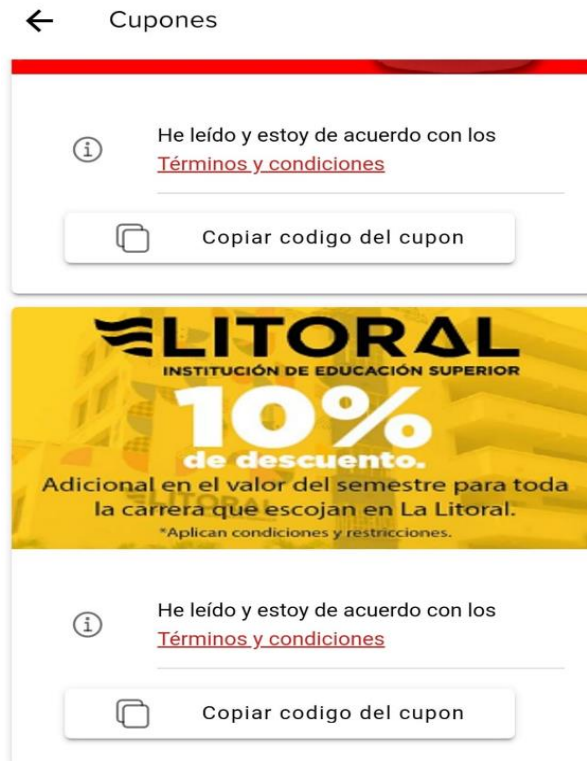 Cupones
He leído y estoy de acuerdo con los
Términos y condiciones
Copiar codigo del cupon
LITORAL
INSTITUCIÓN DE EDUCACIÓN SUPERIOR
10%
de descuento.
Adicional en el valor del semestre para toda
la carrera que escojan en La Litoral.
*Aplican condiciones y restricciones.
LITORAL
He leído y estoy de acuerdo con los
Términos y condiciones
Copiar codigo del cupon